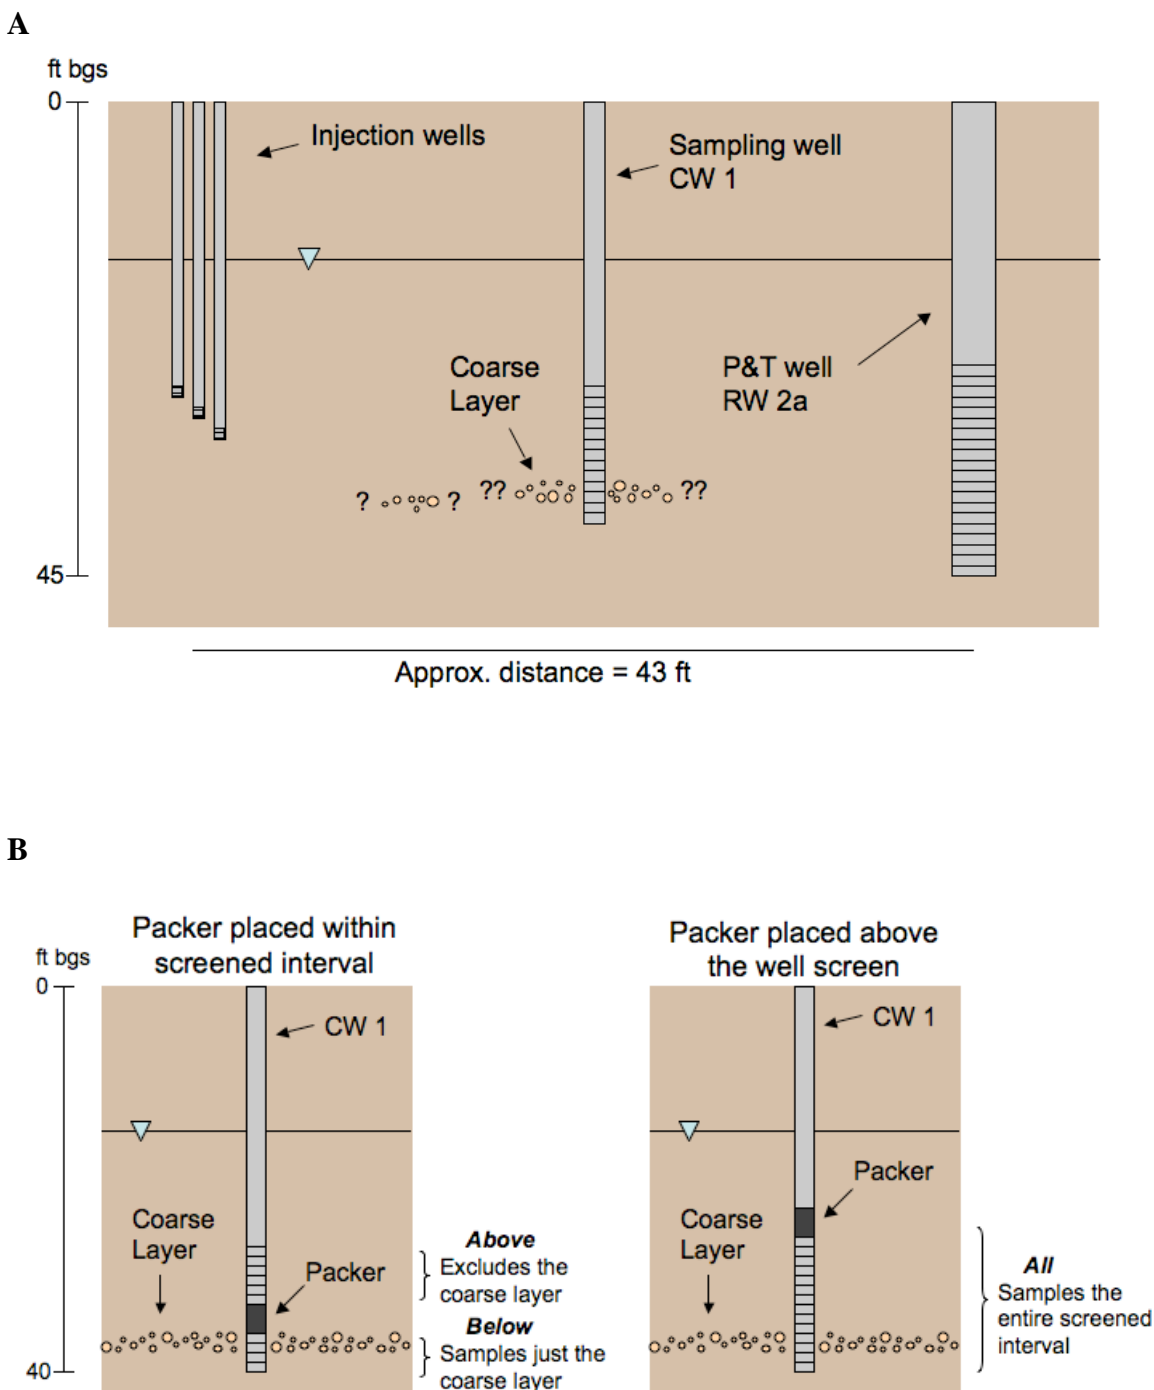 A
ft bgs
0
Injection wells
Sampling well
CW 1
Coarse
Layer
P&T well
RW 2a
? ?
?? ??
45
Approx. distance = 43 ft
B
Packer placed within
screened interval
ft bgs
0
CW 1
Coarse
Layer
Packer
Above
Excludes the
coarse layer
Below
Samples just the
coarse layer
40
Packer placed above
the well screen
CW 1
Packer
Coarse
Layer
All
Samples the
entire screened
interval